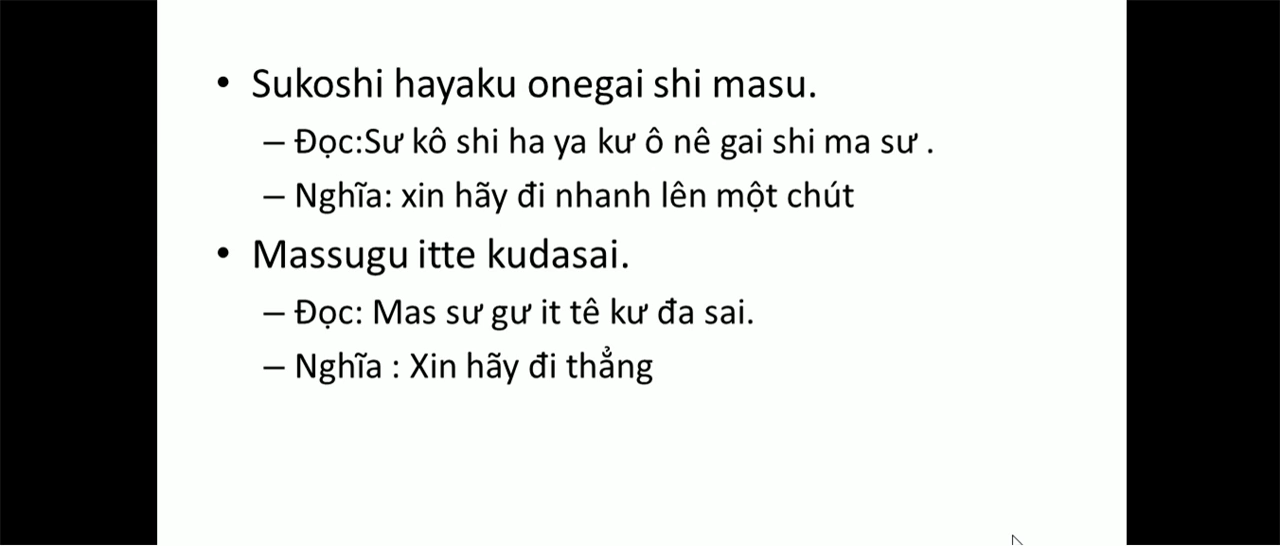 • Sukoshi hayaku onegai shi masu.
– Đọc:Sư kô shi ha ya kư ô nê gai shi ma sư .
– Nghĩa: xin hãy đi nhanh lên một chút
• Massugu itte kudasai.
– Đọc: Mas sư gư it tê kư đa sai.
– Nghĩa : Xin hãy đi thẳng